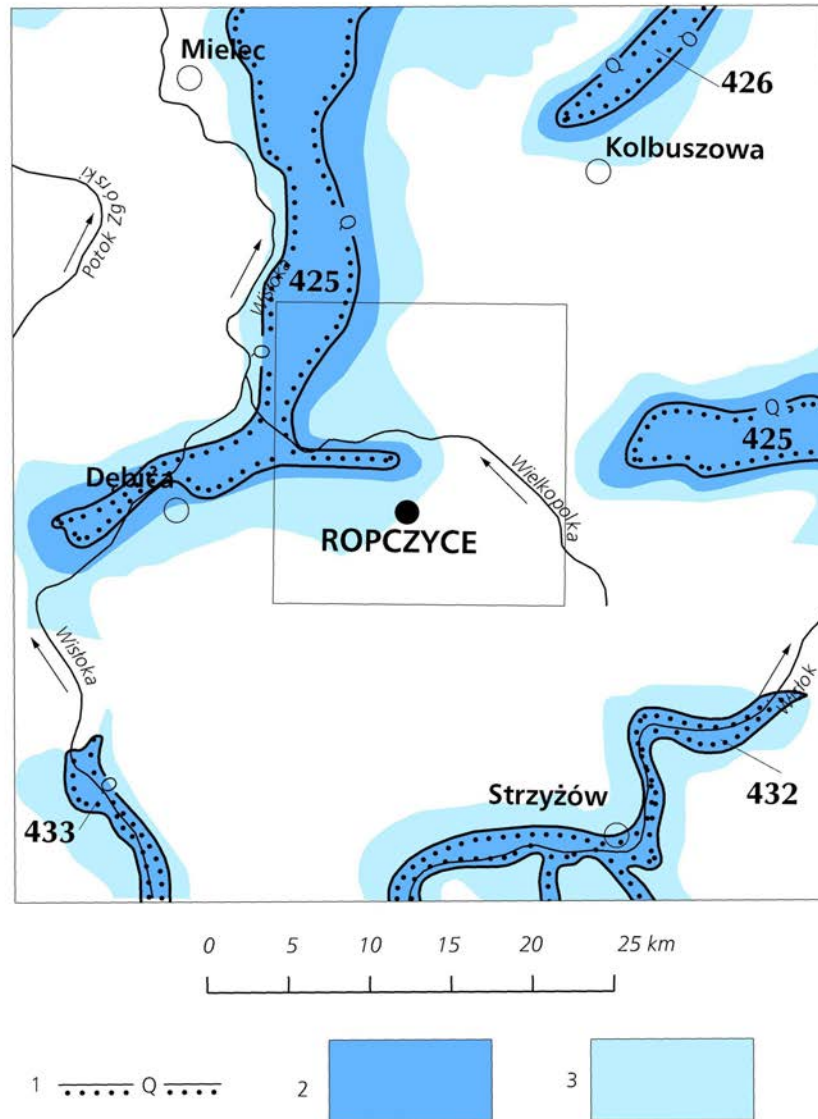 Mielec
Q
Q
426
Kolbuszowa
Potok Zgórski
Q
Wisłoka
425
Q
Q
425
Dębica
Wielkopolka
ROPCZYCE
Wisłoka
Wisłok
Q
Strzyżów
432
433
0 5 10 15 20 25 km
1 Q 2 3